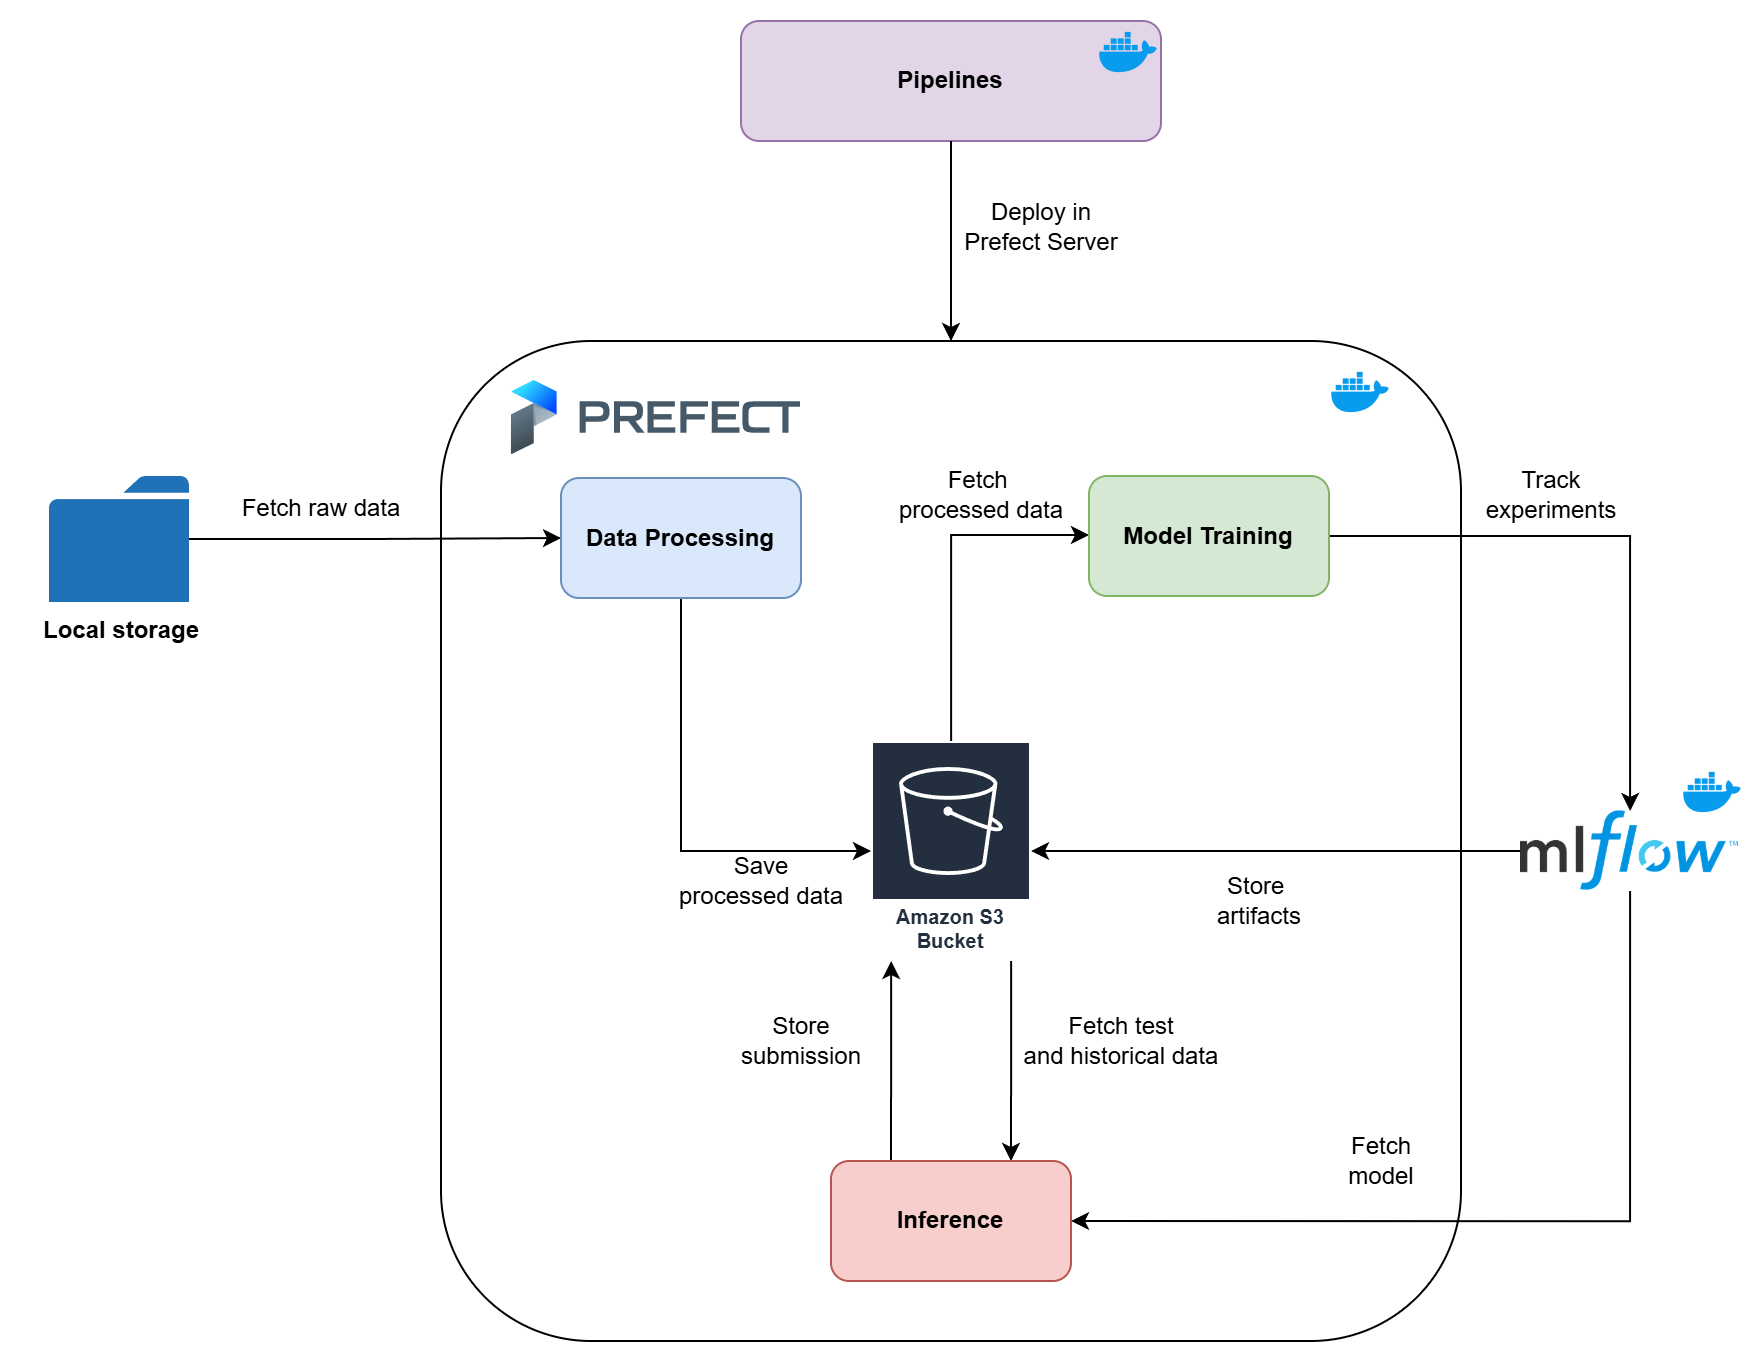 Pipelines
Deploy in
Prefect Server
PREFECT
Fetch raw data
Local storage
Data Processing
Fetch
processed data
Model Training
Track
experiments
Save
processed data
Amazon S3
Bucket
mlflow™
Store
artifacts
Store
submission
Fetch test
and historical data
Fetch
model
Inference